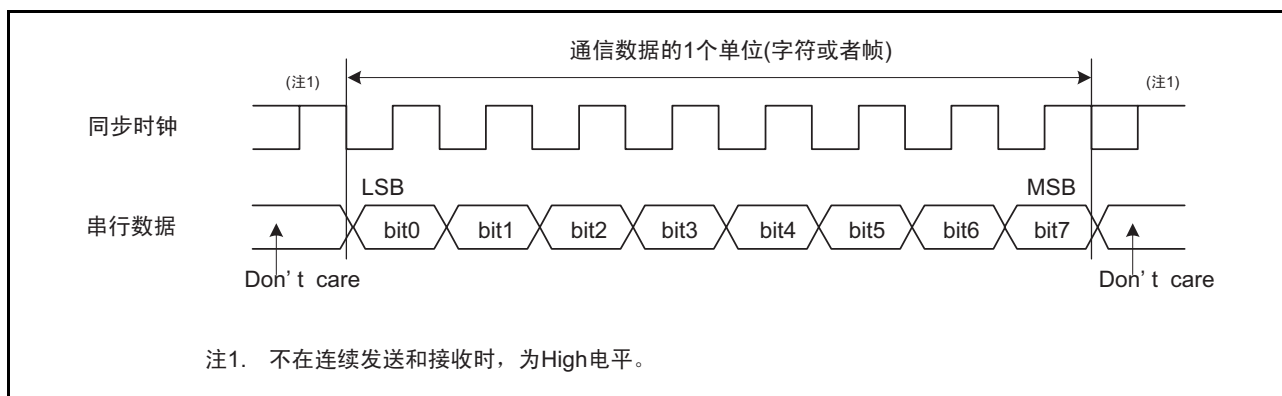 通信数据的1个单位(字符或者帧)
(注1) (注1)
同步时钟
LSB MSB
串行数据 bit0 bit1 bit2 bit3 bit4 bit5 bit6 bit7
Don't care Don't care
注1. 不在连续发送和接收时，为High电平。